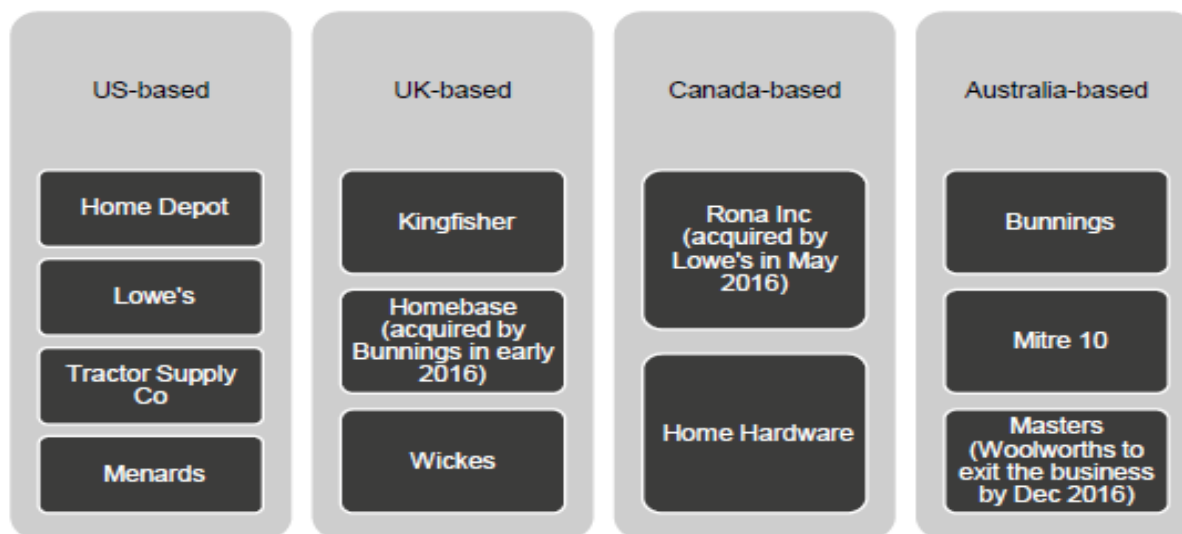 US-based
Home Depot
Lowe's
Tractor Supply
Co
Menards
UK-based
Kingfisher
Homebase
(acquired by
Bunnings in early
2016)
Wickes
Canada-based
Rona Inc
(acquired by
Lowe's in May
2016)
Home Hardware
Australia-based
Bunnings
Mitre 10
Masters
(Woolworths to
exit the business
by Dec 2016)